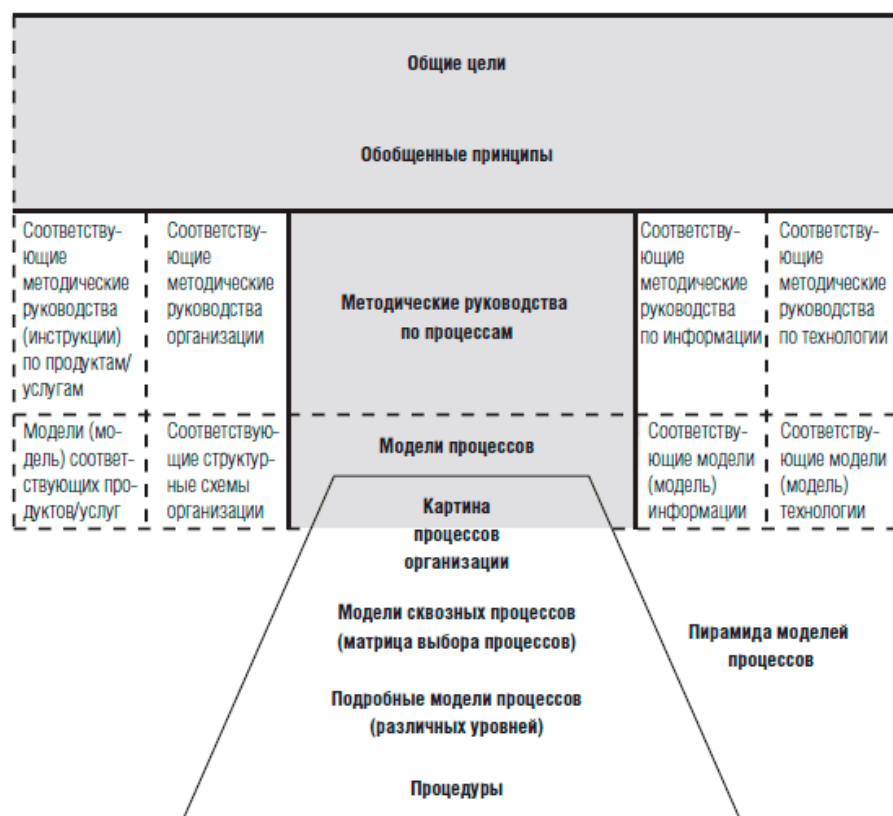 Общие цели
Обобщенные принципы
Соответству-
ющие
методические
руководства
(инструкции)
по продуктам/
услугам
Соответству-
ющие
методические
руководства
организации
Методические руководства
по процессам
Соответству-
ющие
методические
руководства
по информации
Соответству-
ющие
методические
руководства
по технологии
Модели (мо-
дель) соответ-
ствующих про-
дуктов/услуг
Соответствую-
щие структур-
ные схемы
организации
Модели процессов
Соответству-
ющие модели
(модель)
информации
Соответству-
ющие модели
(модель)
технологии
Картина
процессов
организации
Модели сквозных процессов
(матрица выбора процессов)
Пирамида моделей
процессов
Подробные модели процессов
(различных уровней)
Процедуры